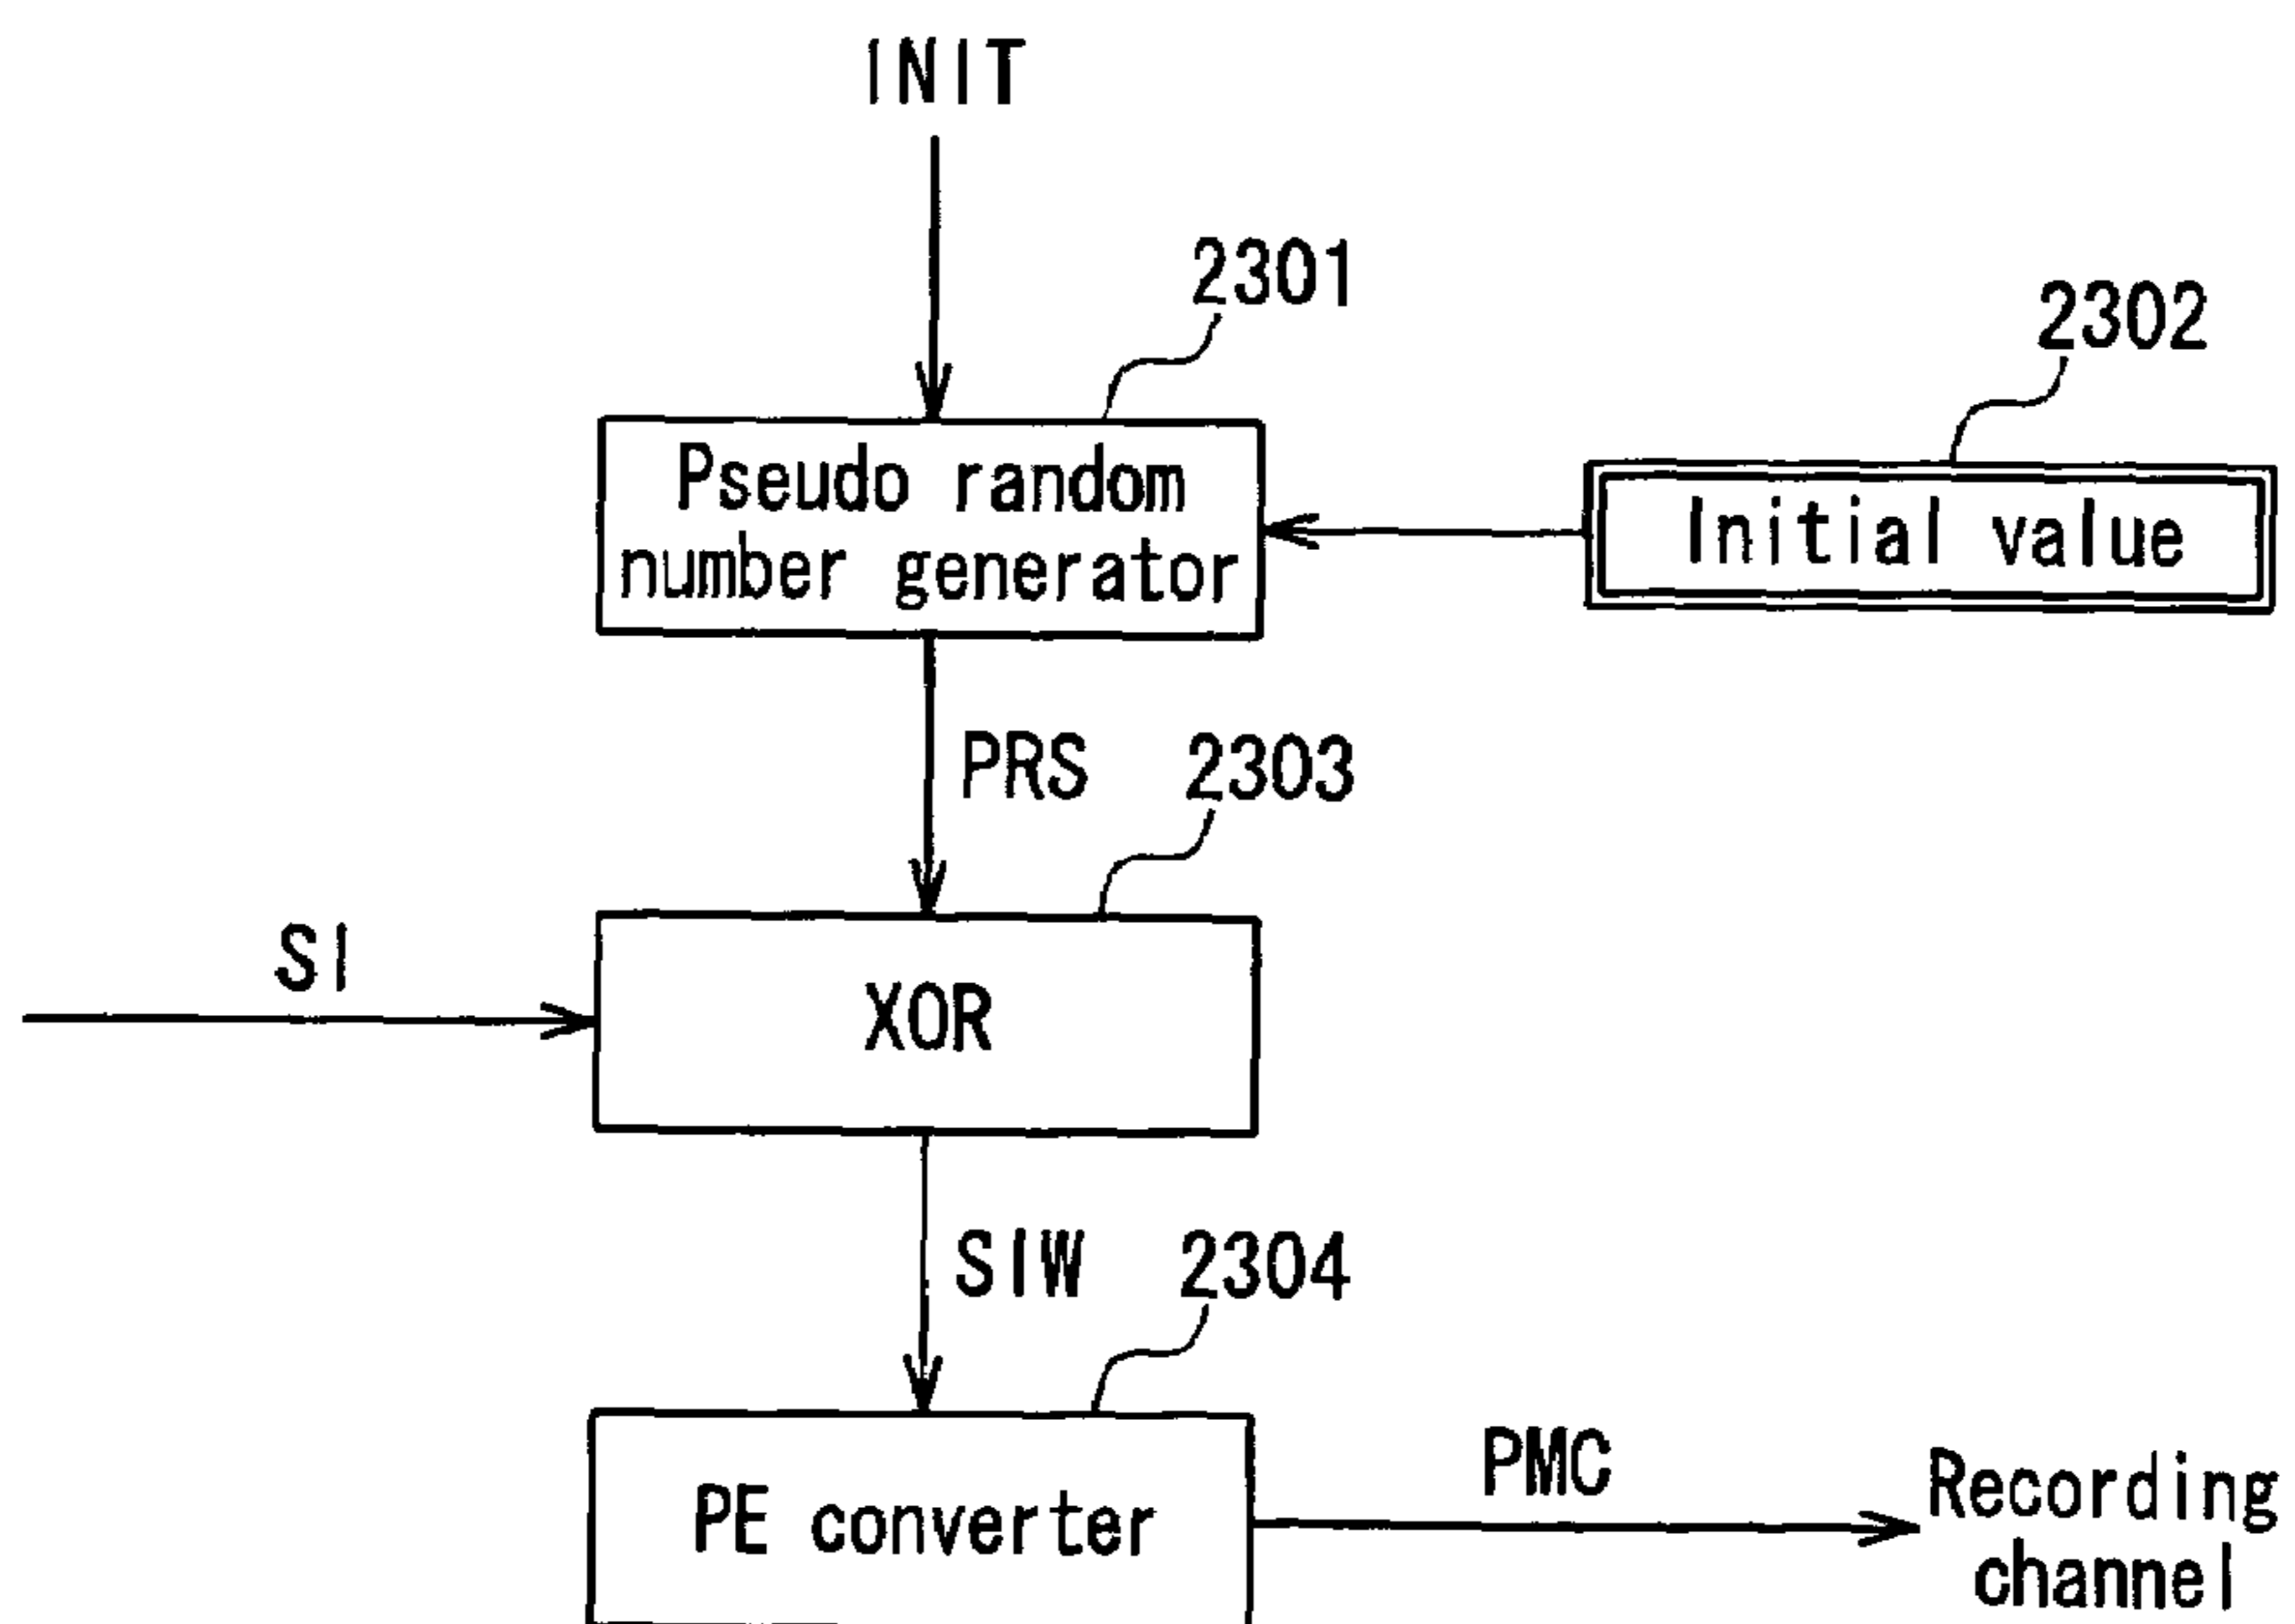 INIT
2301
2302
Pseudo random
number generator
Initial value
PRS
2303
SI
XOR
SIW
2304
PE converter
PMC
Recording
channel